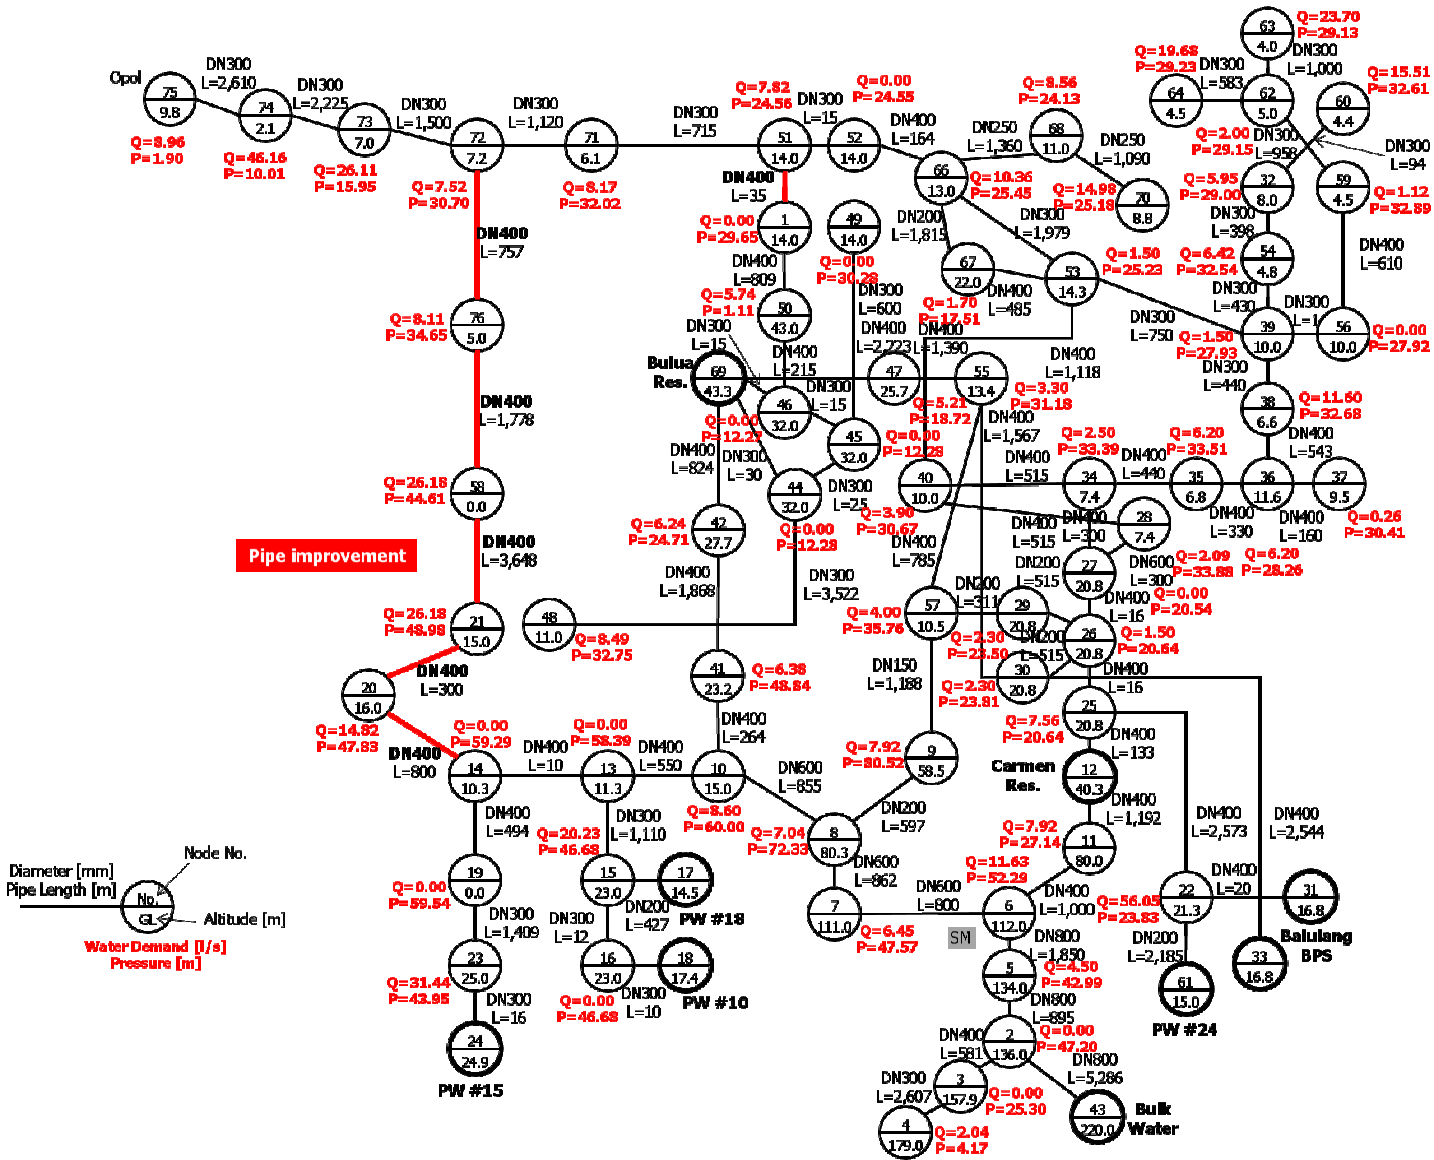 Opol
75
9.8
Q=8.96
P=1.90
DN300
L=2,610
74
2.1
Q=46.16
P=10.01
DN300
L=2,225
73
7.0
Q=26.11
P=15.95
DN300
L=1,500
72
7.2
Q=7.52
P=30.70
DN300
L=1,120
71
6.1
Q=8.17
P=32.02
DN300
L=715
Q=7.82
P=24.56
51
14.0
DN300
L=15
Q=0.00
P=24.55
52
14.0
DN400
L=164
66
13.0
Q=10.36
P=25.45
DN250
L=1,360
Q=8.56
P=24.13
68
11.0
DN250
L=1,090
Q=14.98
P=25.18
70
8.8
Q=23.70
P=29.13
63
4.0
DN300
L=1,000
Q=19.68
P=29.23
64
4.5
DN300
L=583
62
5.0
Q=2.00
P=29.15
Q=15.51
P=32.61
60
4.4
DN300
L=958
DN300
L=94
Q=5.95
P=29.00
32
8.0
59
4.5
Q=1.12
P=32.89
DN300
L=398
DN400
L=610
Q=6.42
P=32.54
54
4.8
DN300
L=430
DN300
L=1
39
10.0
Q=1.50
P=27.93
56
10.0
Q=0.00
P=27.92
DN400
L=35
Q=0.00
P=29.65
1
14.0
49
14.0
Q=0.00
P=30.28
DN200
L=1,815
DN300
L=1,979
67
22.0
Q=1.70
P=17.51
DN400
L=485
53
14.3
Q=1.50
P=25.23
DN300
L=750
DN400
L=757
DN400
L=809
Q=5.74
P=1.11
50
43.0
DN300
L=600
Q=8.11
P=34.65
76
5.0
DN300
L=15
DN400
L=215
DN400
L=2,223
DN400
L=1,390
DN400
L=1,118
Bulua
Res.
69
43.3
47
25.7
Q=5.21
P=18.72
55
13.4
Q=3.30
P=31.18
DN300
L=440
38
6.6
Q=11.60
P=32.68
DN400
L=1,778
46
32.0
Q=0.00
P=12.27
DN300
L=15
45
32.0
Q=0.00
P=12.28
DN400
L=1,567
DN400
L=824
DN300
L=30
44
32.0
Q=0.00
P=12.28
DN300
L=25
40
10.0
Q=3.90
P=30.67
DN400
L=515
Q=2.50
P=33.39
34
7.4
DN400
L=440
Q=6.20
P=33.51
35
6.8
DN400
L=330
36
11.6
Q=6.20
P=28.26
DN400
L=543
DN400
L=160
37
9.5
Q=0.26
P=30.41
Q=26.18
P=44.61
58
0.0
Q=6.24
P=24.71
42
27.7
DN400
L=515
DN400
L=300
28
7.4
Q=2.09
P=33.88
DN600
L=300
Pipe improvement
DN400
L=3,648
DN400
L=1,868
DN300
L=3,522
DN400
L=785
DN200
L=515
27
20.8
Q=0.00
P=20.54
DN400
L=16
Q=26.18
P=48.98
21
15.0
48
11.0
Q=8.49
P=32.75
57
10.5
Q=4.00
P=35.76
DN200
L=311
29
20.8
Q=2.30
P=23.50
26
20.8
Q=1.50
P=20.64
DN200
L=515
30
20.8
Q=2.30
P=23.81
DN400
L=16
20
16.0
Q=14.82
P=47.83
DN400
L=300
41
23.2
Q=6.38
P=48.84
DN150
L=1,188
Q=7.56
P=20.64
25
20.8
DN400
L=133
DN400
L=800
Q=0.00
P=59.29
14
10.3
DN400
L=10
Q=0.00
P=58.39
13
11.3
DN400
L=550
DN400
L=264
10
15.0
Q=8.60
P=60.00
DN600
L=855
Q=7.92
P=80.52
9
58.5
Carmen
Res.
12
40.3
DN400
L=1,192
DN400
L=494
DN300
L=1,110
Q=7.04
P=72.33
8
80.3
DN200
L=597
Q=7.92
P=27.14
11
80.0
DN400
L=2,573
DN400
L=2,544
Diameter [mm]
Pipe Length [m]
Node No.
No.
GL
Altitude [m]
Water Demand [l/s]
Pressure [m]
19
0.0
Q=0.00
P=59.54
Q=20.23
P=46.68
15
23.0
17
14.5
PW #18
DN200
L=427
DN600
L=862
7
111.0
Q=6.45
P=47.57
DN600
L=800
Q=11.63
P=52.29
6
112.0
DN400
L=1,000
SM
Q=56.05
P=23.83
22
21.3
DN400
L=20
31
16.8
Balulang
BPS
DN300
L=1,409
DN300
L=12
23
25.0
Q=31.44
P=43.95
16
23.0
Q=0.00
P=46.68
18
17.4
PW #10
DN300
L=10
DN800
L=1,850
5
134.0
Q=4.50
P=42.99
DN200
L=2,185
33
16.8
61
15.0
PW #24
DN300
L=16
24
24.9
PW #15
DN800
L=895
2
136.0
Q=0.00
P=47.20
DN400
L=581
3
157.9
Q=0.00
P=25.30
DN800
L=5,286
DN300
L=2,607
4
179.0
Q=2.04
P=4.17
43
220.0
Bulk
Water